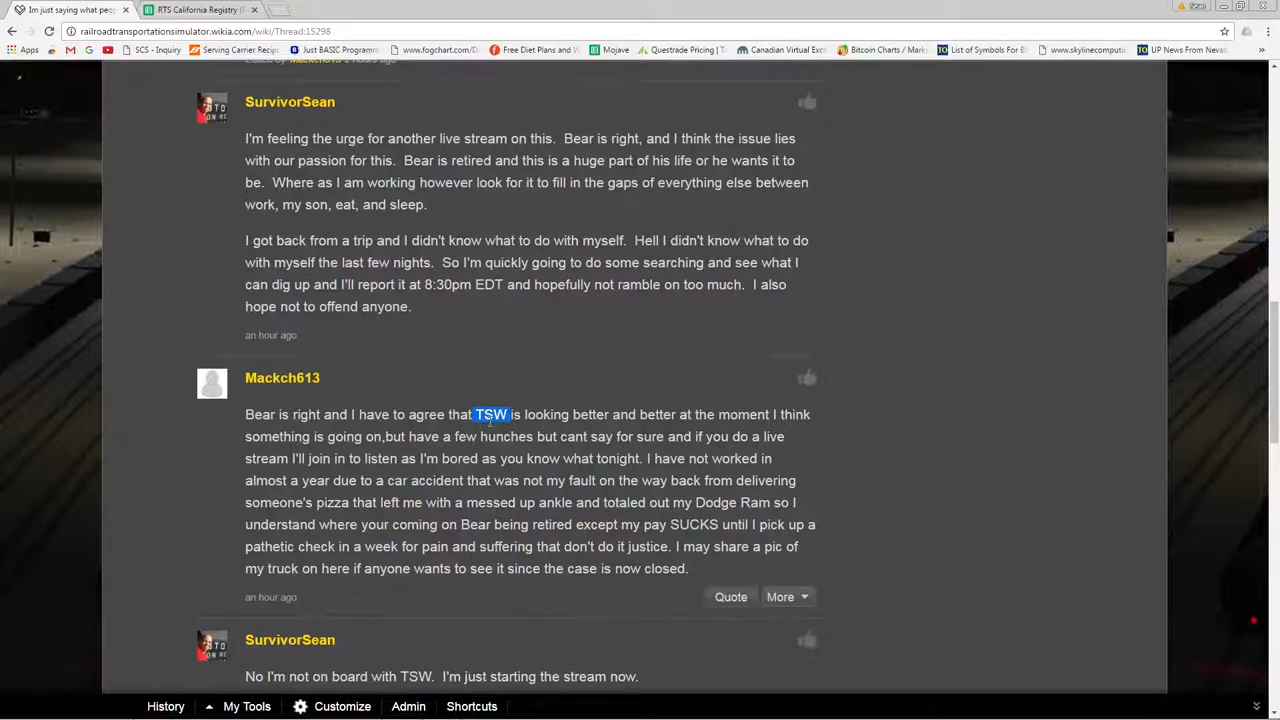 Im just saying what peop
RTS California Registry (F
Sean
railroadtransportationsimulator.wikia.com/wiki/Thread:15298
Apps
SCS - Inquiry
Serving Carrier Recip
Just BASIC Programm
www.fogchart.com/D
Free Diet Plans and W
Mojave
Questrade Pricing | T
Canadian Virtual Exc
Bitcoin Charts / Mark
List of Symbols For B
www.skylinecomputin
UP News From Neva
SurvivorSean
I'm feeling the urge for another live stream on this. Bear is right, and I think the issue lies
with our passion for this. Bear is retired and this is a huge part of his life or he wants it to
be. Where as I am working however look for it to fill in the gaps of everything else between
work, my son, eat, and sleep.
I got back from a trip and I didn't know what to do with myself. Hell I didn't know what to do
with myself the last few nights. So I'm quickly going to do some searching and see what I
can dig up and I'll report it at 8:30pm EDT and hopefully not ramble on too much. I also
hope not to offend anyone.
an hour ago
Mackch613
Bear is right and I have to agree that TSW is looking better and better at the moment I think
something is going on,but have a few hunches but cant say for sure and if you do a live
stream I'll join in to listen as I'm bored as you know what tonight. I have not worked in
almost a year due to a car accident that was not my fault on the way back from delivering
someone's pizza that left me with a messed up ankle and totaled out my Dodge Ram so I
understand where your coming on Bear being retired except my pay SUCKS until I pick up a
pathetic check in a week for pain and suffering that don't do it justice. I may share a pic of
my truck on here if anyone wants to see it since the case is now closed.
an hour ago
Quote More
SurvivorSean
No I'm not on board with TSW. I'm just starting the stream now.
History My Tools Customize Admin Shortcuts